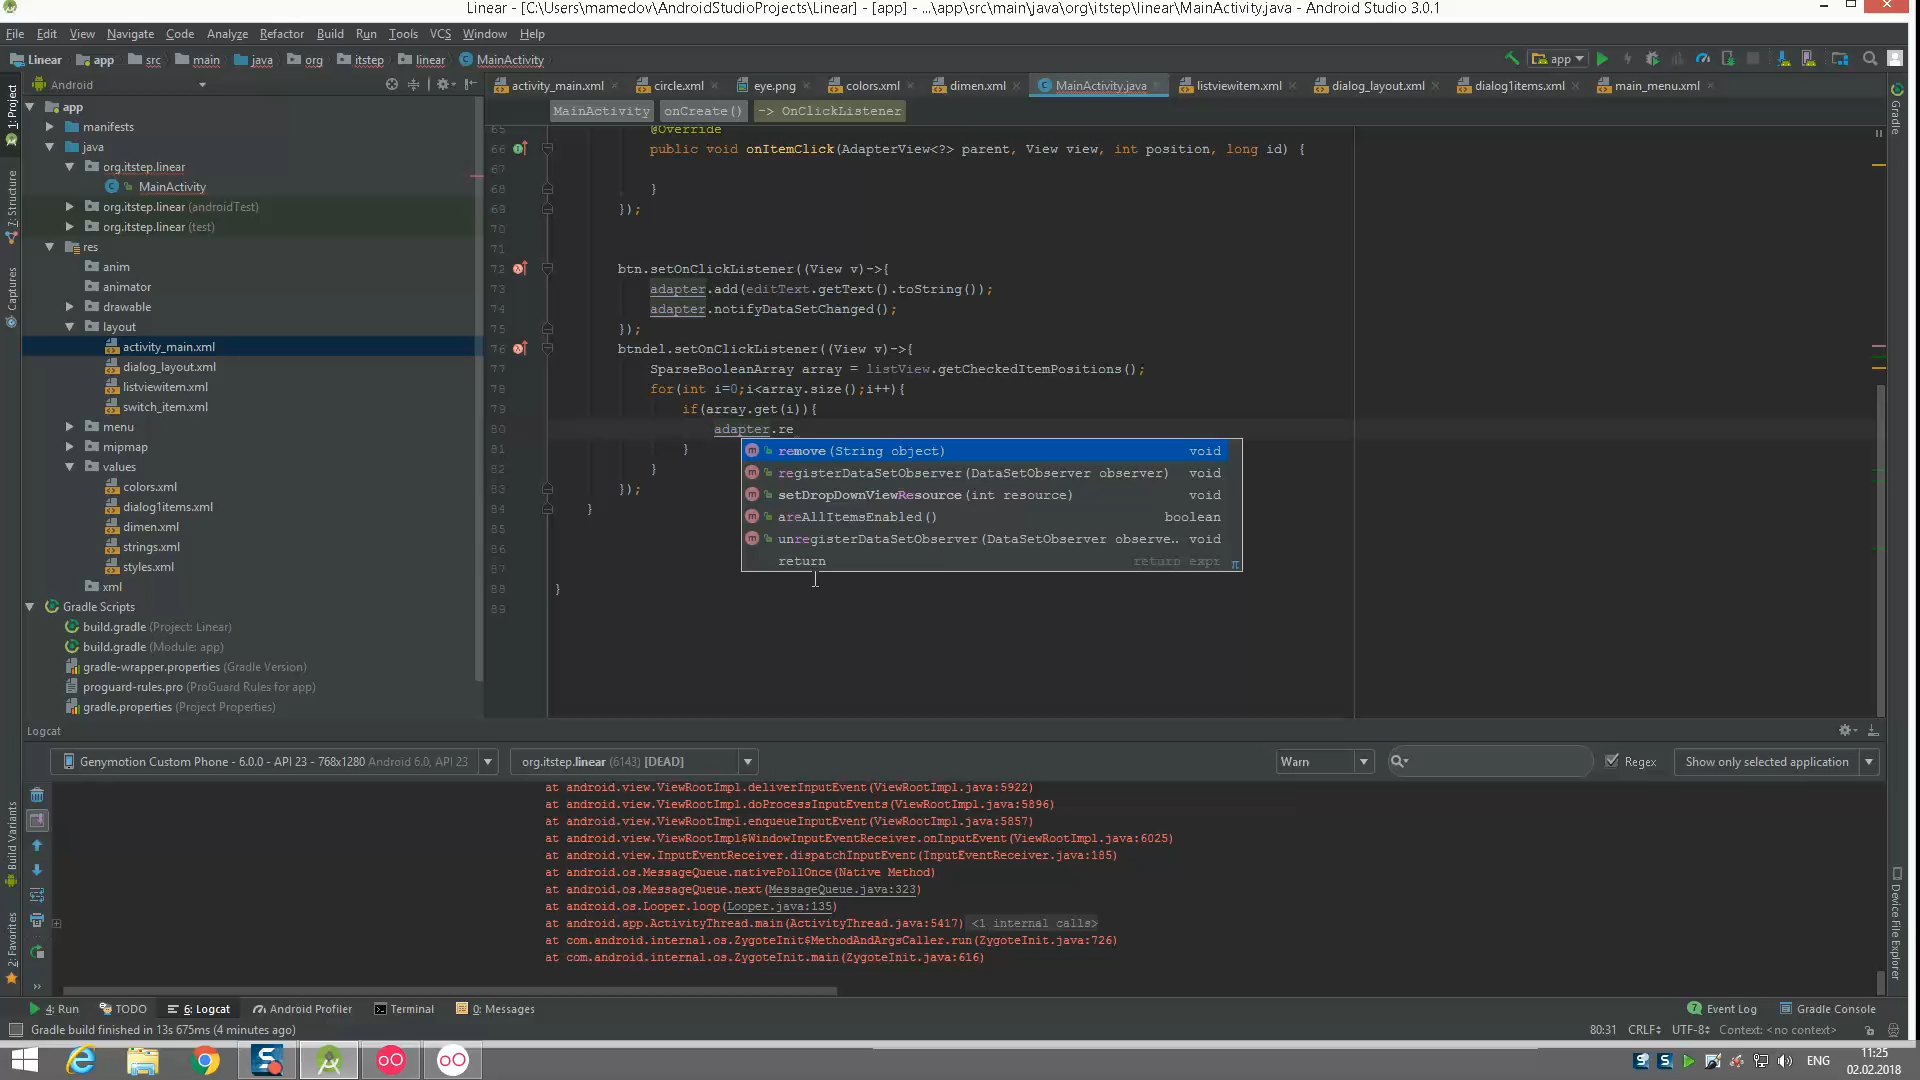 Linear - [C:\Users\mamedov\AndroidStudioProjects\Linear] - [app] - ...\app\src\main\java\org\itstep\linear\MainActivity.java - Android Studio 3.0.1
File Edit View Navigate Code Analyze Refactor Build Run Tools VCS Window Help
Linear app src main java org itstep linear MainActivity app
Android
activity_main.xml circle.xml eye.png colors.xml dimen.xml MainActivity.java listviewitem.xml dialog_layout.xml dialog1items.xml main_menu.xml
MainActivity onCreate() -> OnClickListener
1: Project
7: Structure
Captures
Build Variants
2: Favorites
Gradle
Device File Explorer
app
manifests
java
org.itstep.linear
MainActivity
org.itstep.linear (androidTest)
org.itstep.linear (test)
res
anim
animator
drawable
layout
activity_main.xml
dialog_layout.xml
listviewitem.xml
switch_item.xml
menu
mipmap
values
colors.xml
dialog1items.xml
dimen.xml
strings.xml
styles.xml
xml
Gradle Scripts
build.gradle (Project: Linear)
build.gradle (Module: app)
gradle-wrapper.properties (Gradle Version)
proguard-rules.pro (ProGuard Rules for app)
gradle.properties (Project Properties)
65 @Override
66 public void onItemClick(AdapterView<?> parent, View view, int position, long id) {
67
68 }
69 });
70
71
72 btn.setOnClickListener((View v)->{
73 adapter.add(editText.getText().toString());
74 adapter.notifyDataSetChanged();
75 });
76 btndel.setOnClickListener((View v)->{
77 SparseBooleanArray array = listView.getCheckedItemPositions();
78 for(int i=0;i<array.size();i++){
79 if(array.get(i)){
80 adapter.re
81 }
82 }
83 });
84 }
85
86
87
88 }
89
remove(String object) void
registerDataSetObserver(DataSetObserver observer) void
setDropDownViewResource(int resource) void
areAllItemsEnabled() boolean
unregisterDataSetObserver(DataSetObserver observe.. void
return return expr
π
Logcat
Genymotion Custom Phone - 6.0.0 - API 23 - 768x1280 Android 6.0, API 23 org.itstep.linear (6143) [DEAD] Warn Regex Show only selected application
at android.view.ViewRootImpl.deliverInputEvent(ViewRootImpl.java:5922)
at android.view.ViewRootImpl.doProcessInputEvents(ViewRootImpl.java:5896)
at android.view.ViewRootImpl.enqueueInputEvent(ViewRootImpl.java:5857)
at android.view.ViewRootImpl$WindowInputEventReceiver.onInputEvent(ViewRootImpl.java:6025)
at android.view.InputEventReceiver.dispatchInputEvent(InputEventReceiver.java:185)
at android.os.MessageQueue.nativePollOnce(Native Method)
at android.os.MessageQueue.next(MessageQueue.java:323)
at android.os.Looper.loop(Looper.java:135)
at android.app.ActivityThread.main(ActivityThread.java:5417) <1 internal calls>
at com.android.internal.os.ZygoteInit$MethodAndArgsCaller.run(ZygoteInit.java:726)
at com.android.internal.os.ZygoteInit.main(ZygoteInit.java:616)
4: Run TODO 6: Logcat Android Profiler Terminal 0: Messages Event Log Gradle Console
Gradle build finished in 13s 675ms (4 minutes ago) 80:31 CRLF UTF-8 Context: <no context>
ENG
11:25
02.02.2018